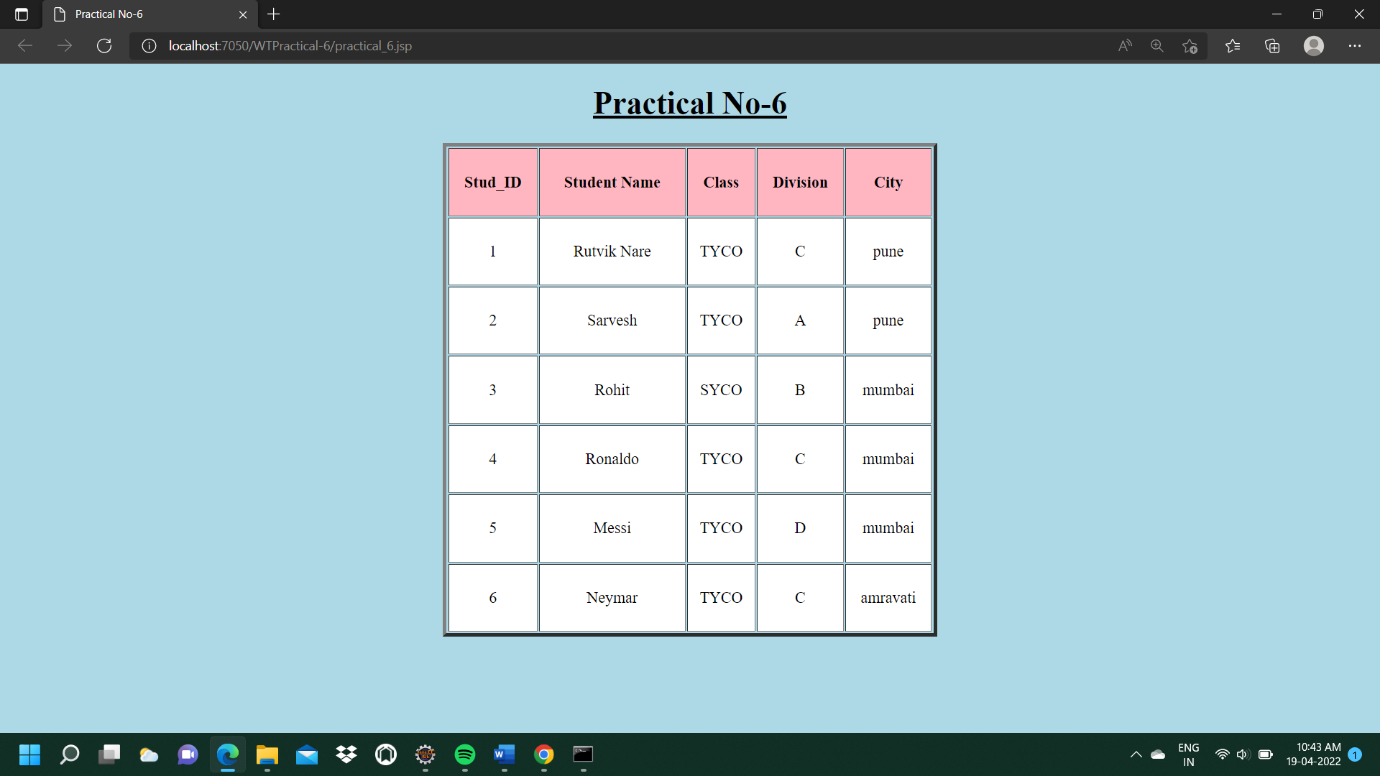 Practical No-6
localhost:7050/WTPractical-6/practical_6.jsp
Practical No-6
Stud_ID Student Name Class Division City
1 Rutvik Nare TYCO C pune
2 Sarvesh TYCO A pune
3 Rohit SYCO B mumbai
4 Ronaldo TYCO C mumbai
5 Messi TYCO D mumbai
6 Neymar TYCO C amravati
ENG 10:43 AM
IN 19-04-2022 1